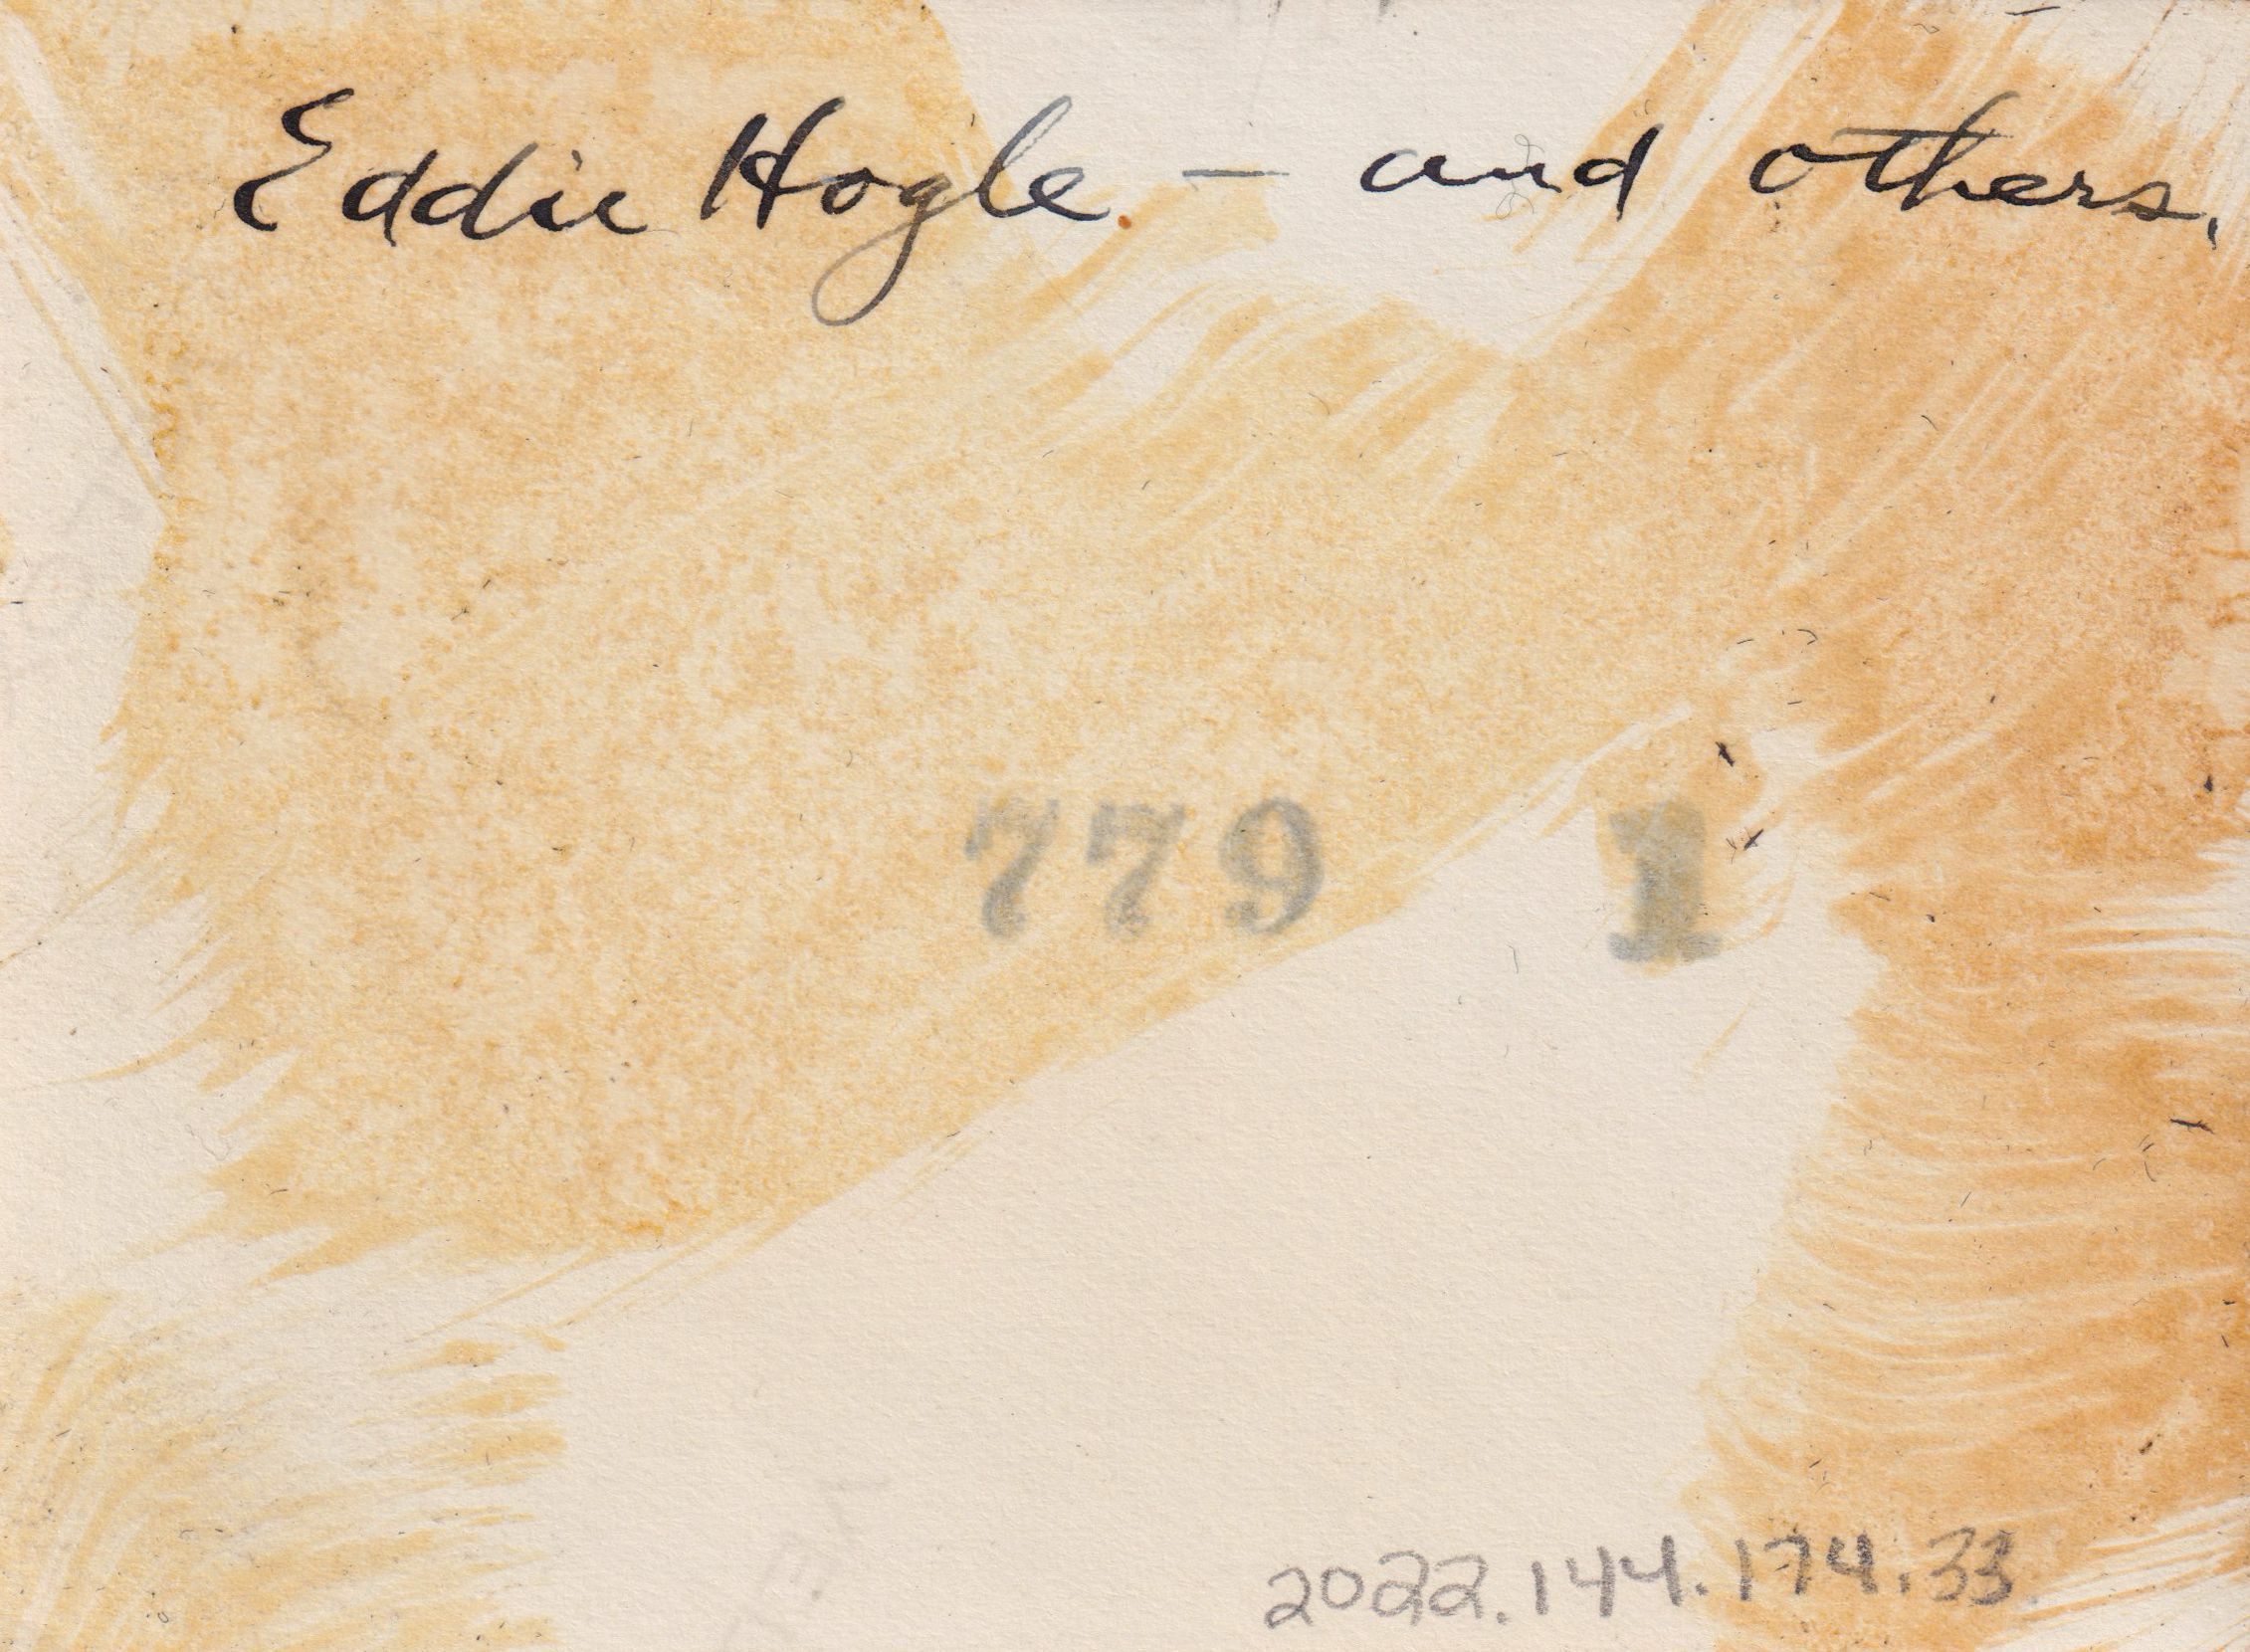 Eddie Hogle - and others.
779 1
2022.144.174.33